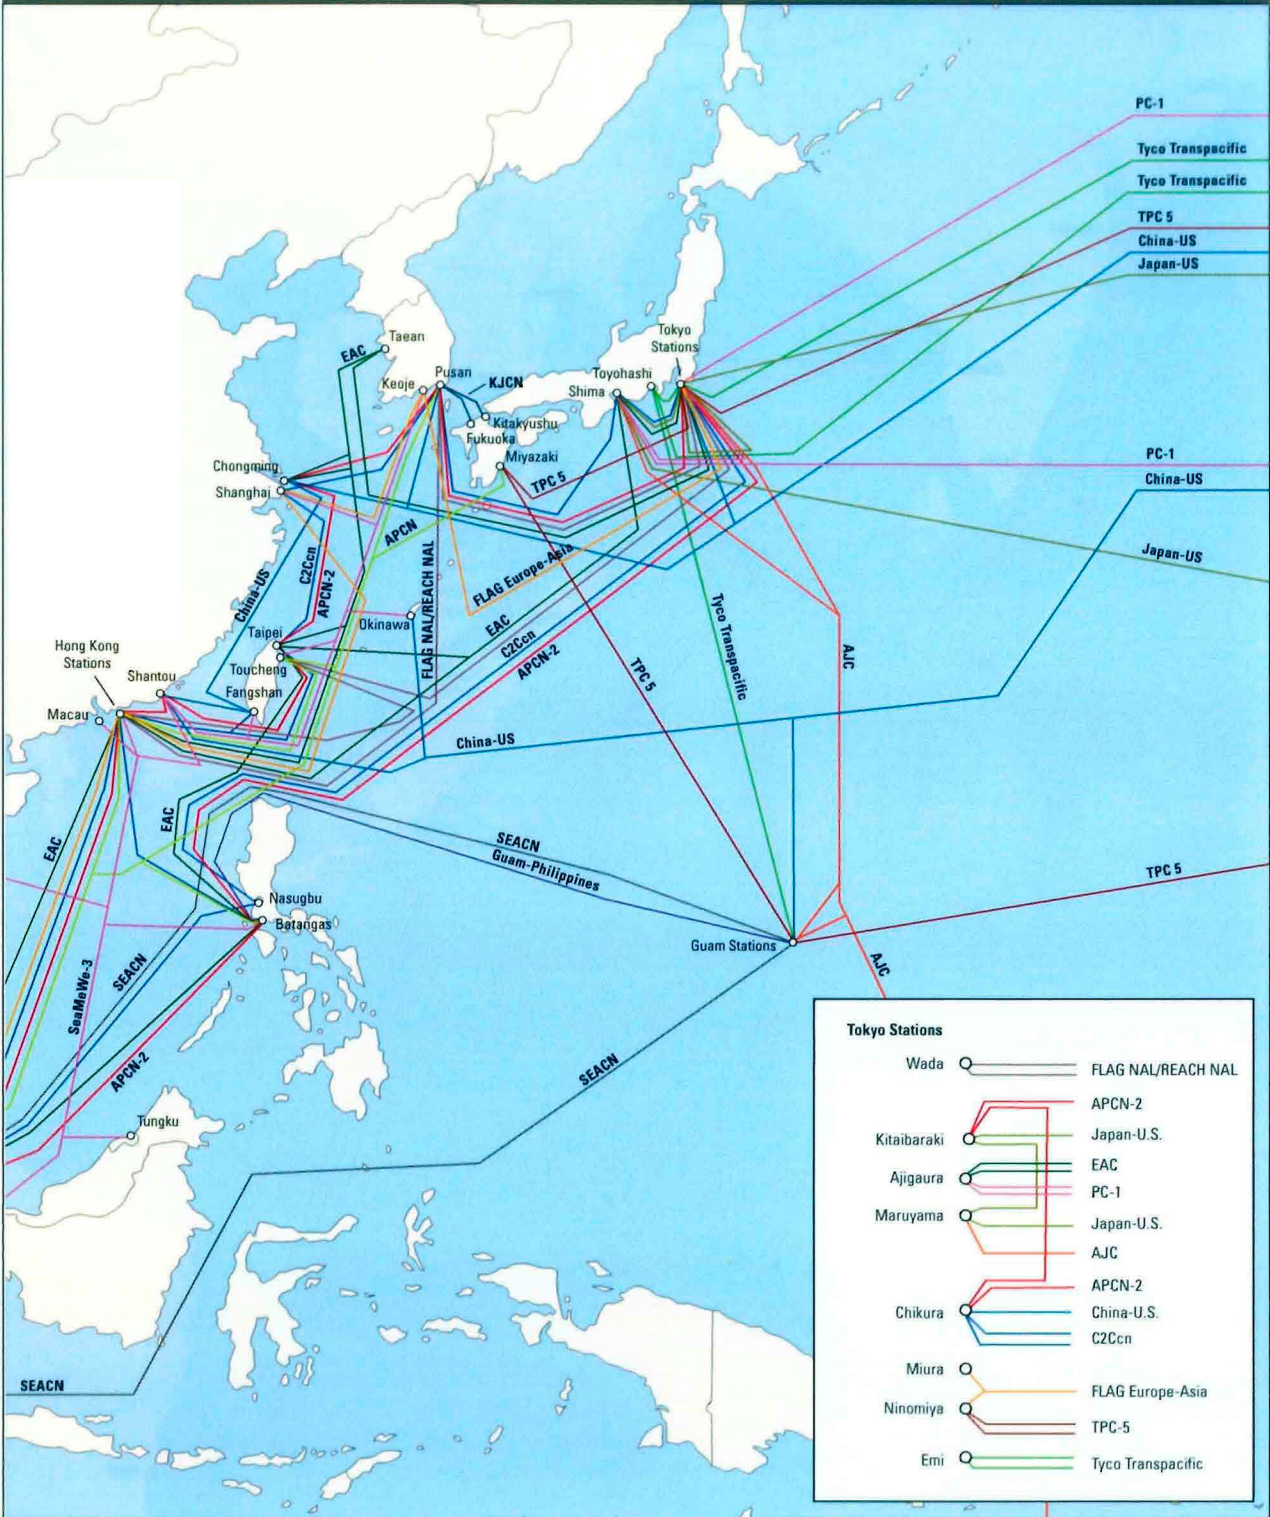 PC-1
Tyco Transpacific
Tyco Transpacific
TPC 5
China-US
Japan-US
Taean
EAC
Tokyo
Stations
Pusan
Keoje
KJCN
Toyohashi
Shima
Kitakyushu
Fukuoka
Miyazaki
PC-1
China-US
Chongming
Shanghai
TPC 5
APCN
Japan-US
C2Ccn
APCN-2
China-US
FLAG NAL/REACH NAL
FLAG Europe-Asia
Tyco Transpacific
Okinawa
EAC
C2Ccn
APCN-2
TPC 5
AJC
Taipei
Hong Kong
Stations
Toucheng
Shantou
Fangshan
Macau
China-US
EAC
EAC
SEACN
Guam-Philippines
TPC 5
Nasugbu
Batangas
Guam Stations
AJC
SeaMeWe-3
SEACN
APCN-2
SEACN
Tungku
SEACN
Tokyo Stations
Wada
FLAG NAL/REACH NAL
APCN-2
Kitaibaraki
Japan-U.S.
Ajigaura
EAC
PC-1
Maruyama
Japan-U.S.
AJC
APCN-2
Chikura
China-U.S.
C2Ccn
Miura
FLAG Europe-Asia
Ninomiya
TPC-5
Emi
Tyco Transpacific